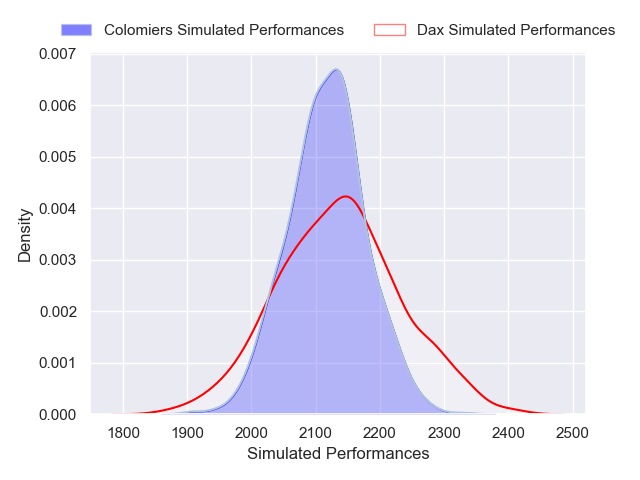 Colomiers Simulated Performances Dax Simulated Performances
0.007
0.006
0.005
0.004
0.003
0.002
0.001
0.000
Density
1800 1900 2000 2100 2200 2300 2400 2500
Simulated Performances